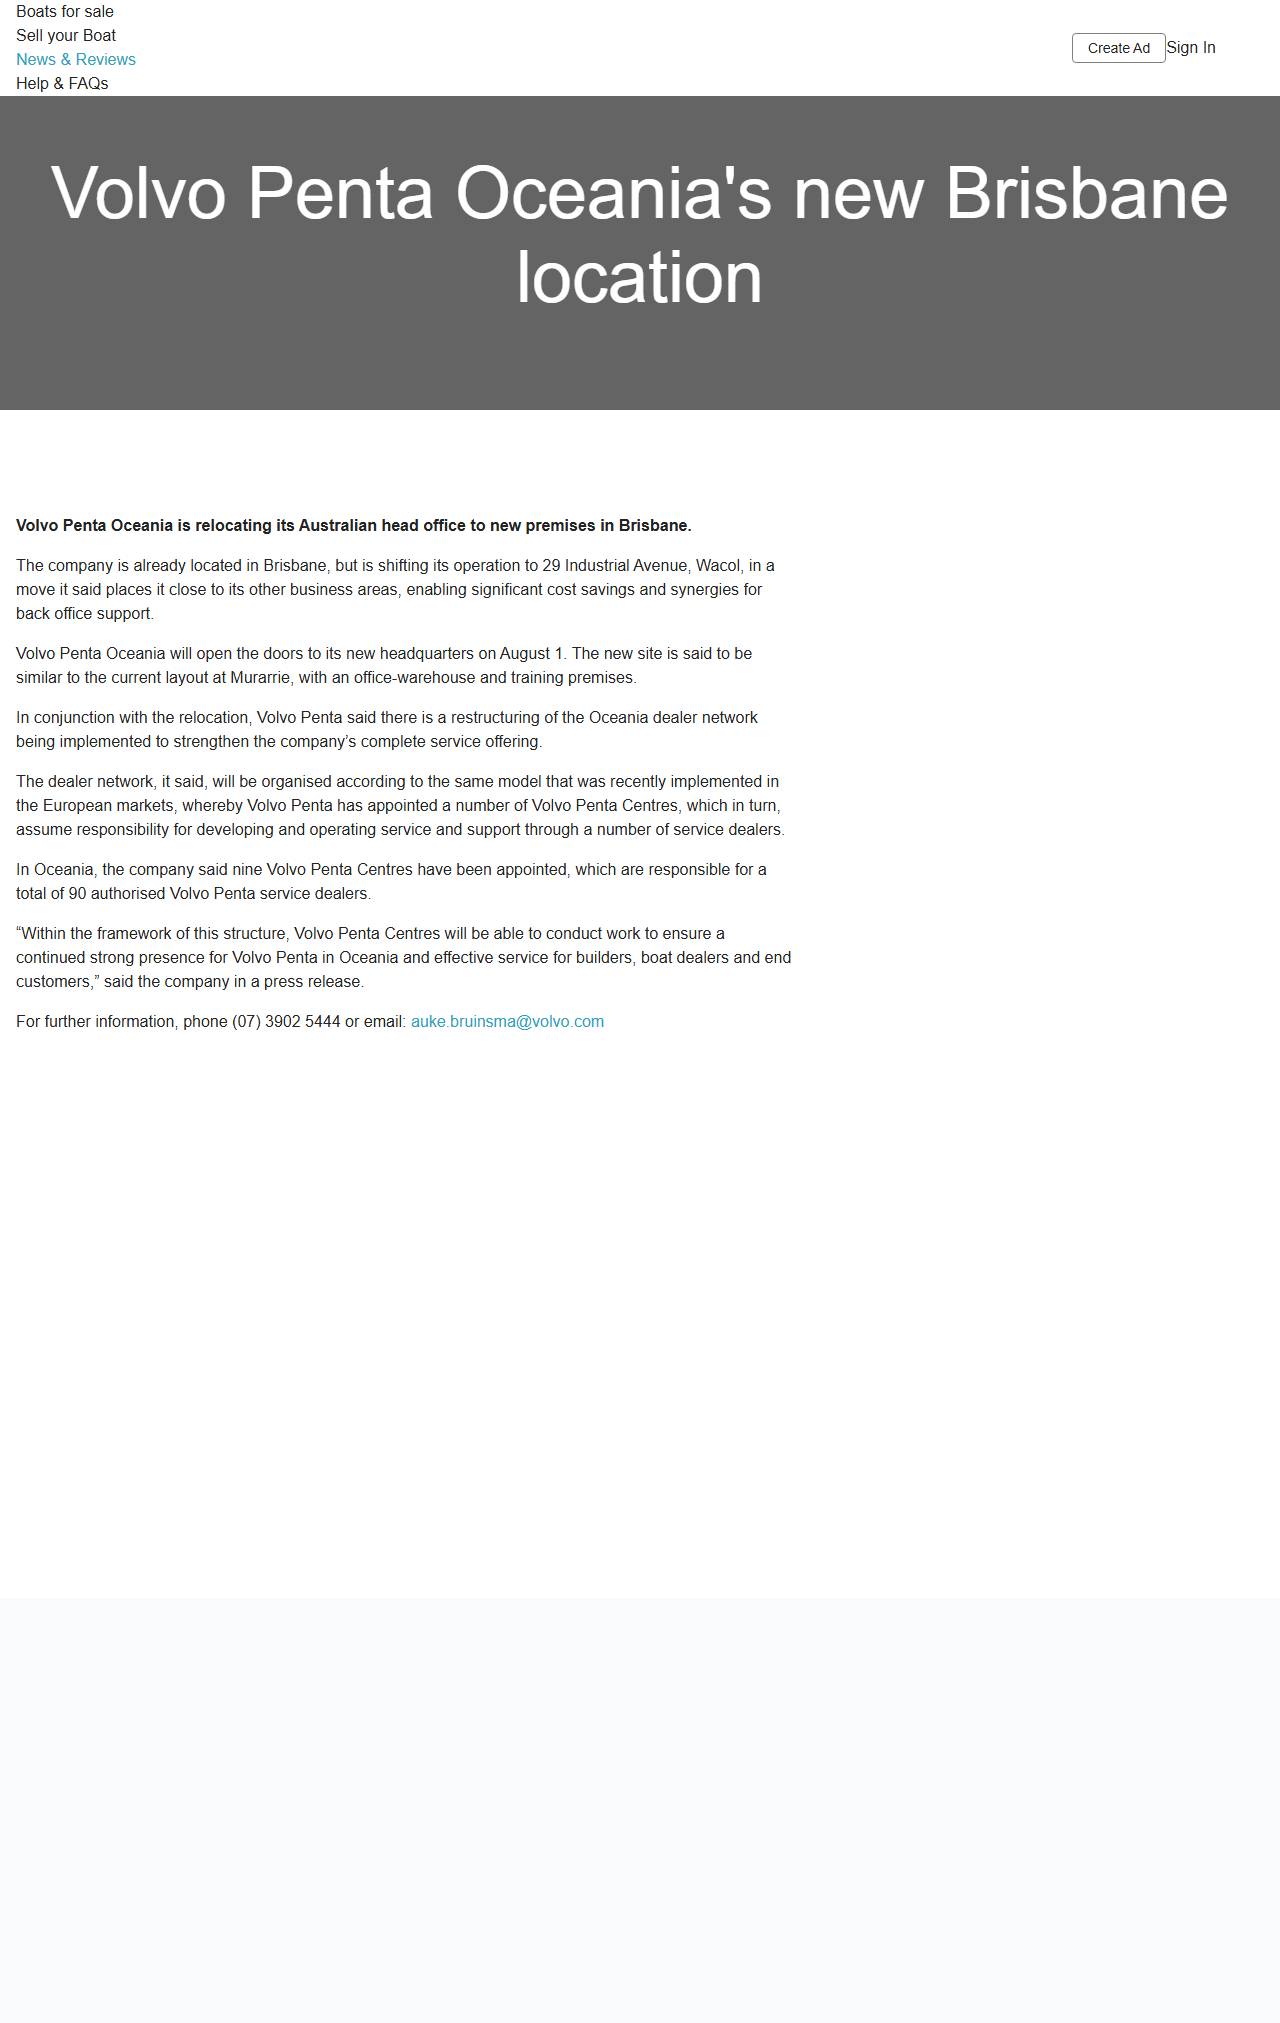 Boats for sale
Sell your Boat
News & Reviews
Help & FAQs
Create Ad
Sign In
Volvo Penta Oceania's new Brisbane
location
Volvo Penta Oceania is relocating its Australian head office to new premises in Brisbane.
The company is already located in Brisbane, but is shifting its operation to 29 Industrial Avenue, Wacol, in a
move it said places it close to its other business areas, enabling significant cost savings and synergies for
back office support.
Volvo Penta Oceania will open the doors to its new headquarters on August 1. The new site is said to be
similar to the current layout at Murarrie, with an office-warehouse and training premises.
In conjunction with the relocation, Volvo Penta said there is a restructuring of the Oceania dealer network
being implemented to strengthen the company’s complete service offering.
The dealer network, it said, will be organised according to the same model that was recently implemented in
the European markets, whereby Volvo Penta has appointed a number of Volvo Penta Centres, which in turn,
assume responsibility for developing and operating service and support through a number of service dealers.
In Oceania, the company said nine Volvo Penta Centres have been appointed, which are responsible for a
total of 90 authorised Volvo Penta service dealers.
“Within the framework of this structure, Volvo Penta Centres will be able to conduct work to ensure a
continued strong presence for Volvo Penta in Oceania and effective service for builders, boat dealers and end
customers,” said the company in a press release.
For further information, phone (07) 3902 5444 or email: auke.bruinsma@volvo.com